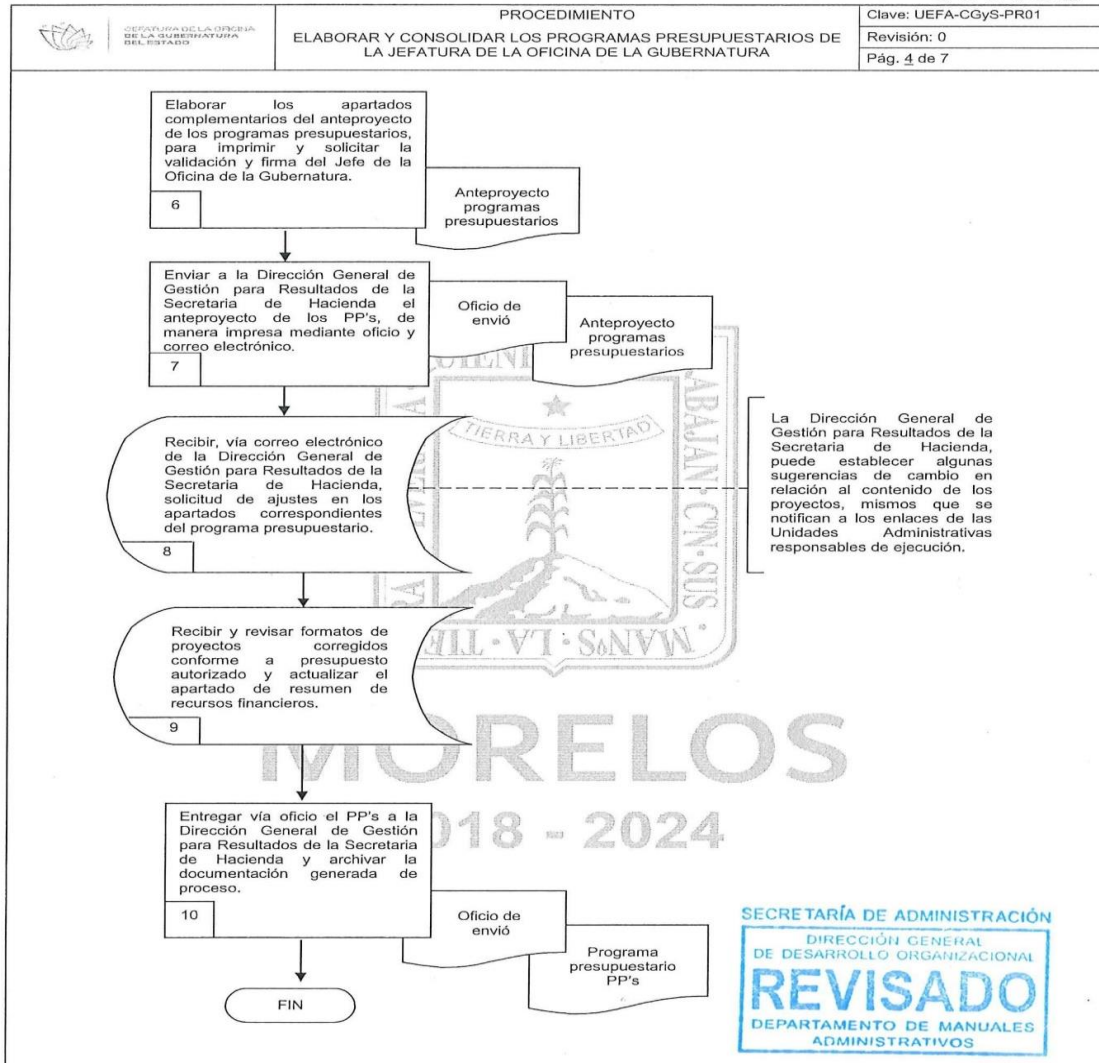 JEFATURA DE LA OFICINA
DE LA GUBERNATURA
DEL ESTADO
PROCEDIMIENTO
ELABORAR Y CONSOLIDAR LOS PROGRAMAS PRESUPUESTARIOS DE
LA JEFATURA DE LA OFICINA DE LA GUBERNATURA
Clave: UEFA-CGyS-PR01
Revisión: 0
Pág. 4 de 7
Elaborar los apartados
complementarios del anteproyecto
de los programas presupuestarios,
para imprimir y solicitar la
validación y firma del Jefe de la
Oficina de la Gubernatura.
6
Anteproyecto
programas
presupuestarios
Enviar a la Dirección General de
Gestión para Resultados de la
Secretaria de Hacienda el
anteproyecto de los PP's, de
manera impresa mediante oficio y
correo electrónico.
7
Oficio de
envió
Anteproyecto
programas
presupuestarios
Recibir, vía correo electrónico
de la Dirección General de
Gestión para Resultados de la
Secretaria de Hacienda,
solicitud de ajustes en los
apartados correspondientes
del programa presupuestario.
8
La Dirección General de
Gestión para Resultados de la
Secretaria de Hacienda,
puede establecer algunas
sugerencias de cambio en
relación al contenido de los
proyectos, mismos que se
notifican a los enlaces de las
Unidades Administrativas
responsables de ejecución.
TIERRA Y LIBERTAD
ABAJAN · CON · SUS ·
MANOS · LA · TIE
Recibir y revisar formatos de
proyectos corregidos
conforme a presupuesto
autorizado y actualizar el
apartado de resumen de
recursos financieros.
9
MORELOS
018 - 2024
Entregar vía oficio el PP's a la
Dirección General de Gestión
para Resultados de la Secretaria
de Hacienda y archivar la
documentación generada de
proceso.
10
Oficio de
envió
Programa
presupuestario
PP's
FIN
SECRETARÍA DE ADMINISTRACIÓN
DIRECCIÓN GENERAL
DE DESARROLLO ORGANIZACIONAL
REVISADO
DEPARTAMENTO DE MANUALES
ADMINISTRATIVOS